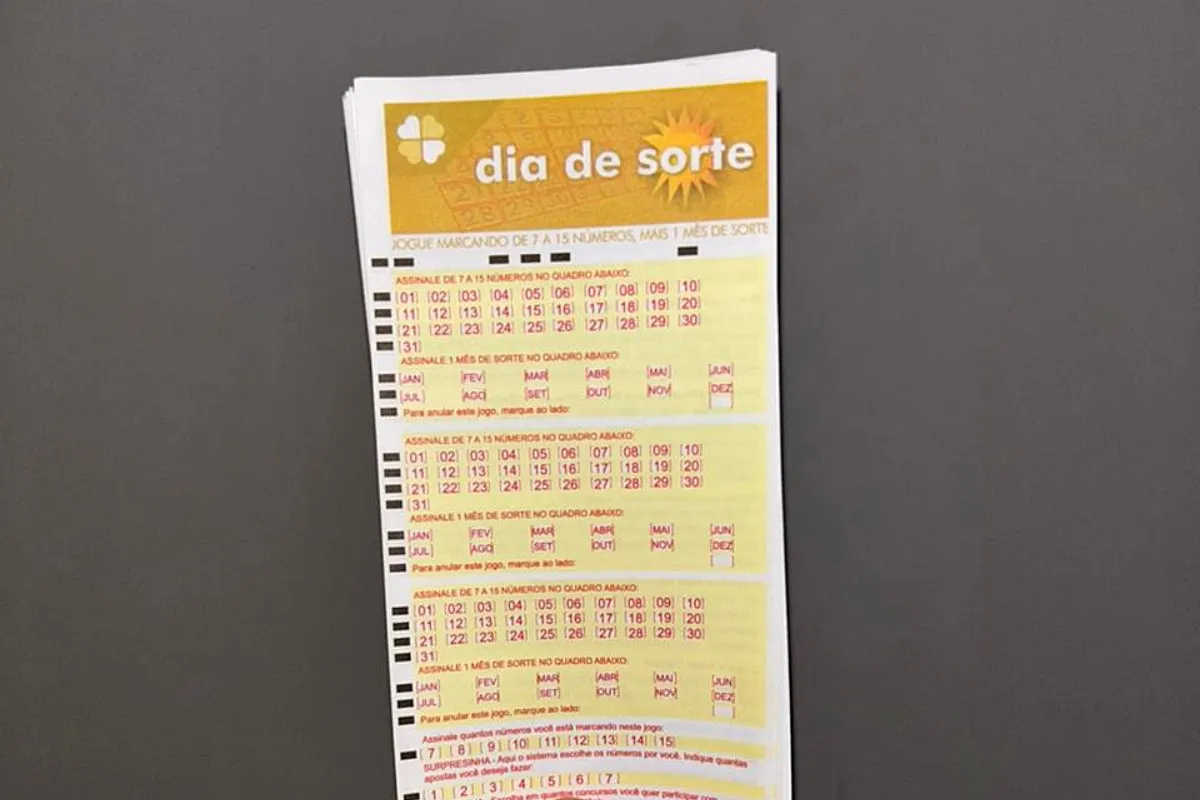 dia de sorte
JOGUE MARCANDO DE 7 A 15 NÚMEROS, MAIS 1 MÊS DE SORTE
ASSINALE DE 7 A 15 NÚMEROS NO QUADRO ABAIXO:
[01] [02] [03] [04] [05] [06] [07] [08] [09] [10]
[11] [12] [13] [14] [15] [16] [17] [18] [19] [20]
[21] [22] [23] [24] [25] [26] [27] [28] [29] [30]
[31]
ASSINALE 1 MÊS DE SORTE NO QUADRO ABAIXO:
[JAN] [FEV] [MAR] [ABR] [MAI] [JUN]
[JUL] [AGO] [SET] [OUT] [NOV] [DEZ]
Para anular este jogo, marque ao lado: [ ]
ASSINALE DE 7 A 15 NÚMEROS NO QUADRO ABAIXO:
[01] [02] [03] [04] [05] [06] [07] [08] [09] [10]
[11] [12] [13] [14] [15] [16] [17] [18] [19] [20]
[21] [22] [23] [24] [25] [26] [27] [28] [29] [30]
[31]
ASSINALE 1 MÊS DE SORTE NO QUADRO ABAIXO:
[JAN] [FEV] [MAR] [ABR] [MAI] [JUN]
[JUL] [AGO] [SET] [OUT] [NOV] [DEZ]
Para anular este jogo, marque ao lado: [ ]
ASSINALE DE 7 A 15 NÚMEROS NO QUADRO ABAIXO:
[01] [02] [03] [04] [05] [06] [07] [08] [09] [10]
[11] [12] [13] [14] [15] [16] [17] [18] [19] [20]
[21] [22] [23] [24] [25] [26] [27] [28] [29] [30]
[31]
ASSINALE 1 MÊS DE SORTE NO QUADRO ABAIXO:
[JAN] [FEV] [MAR] [ABR] [MAI] [JUN]
[JUL] [AGO] [SET] [OUT] [NOV] [DEZ]
Para anular este jogo, marque ao lado: [ ]
Assinale quantos números você está marcando neste jogo:
[7] [8] [9] [10] [11] [12] [13] [14] [15]
SURPRESINHA - Aqui o sistema escolhe os números por você. Indique quantas
apostas você deseja fazer:
[1] [2] [3] [4] [5] [6] [7]
Escolha em quantos concursos você quer participar com